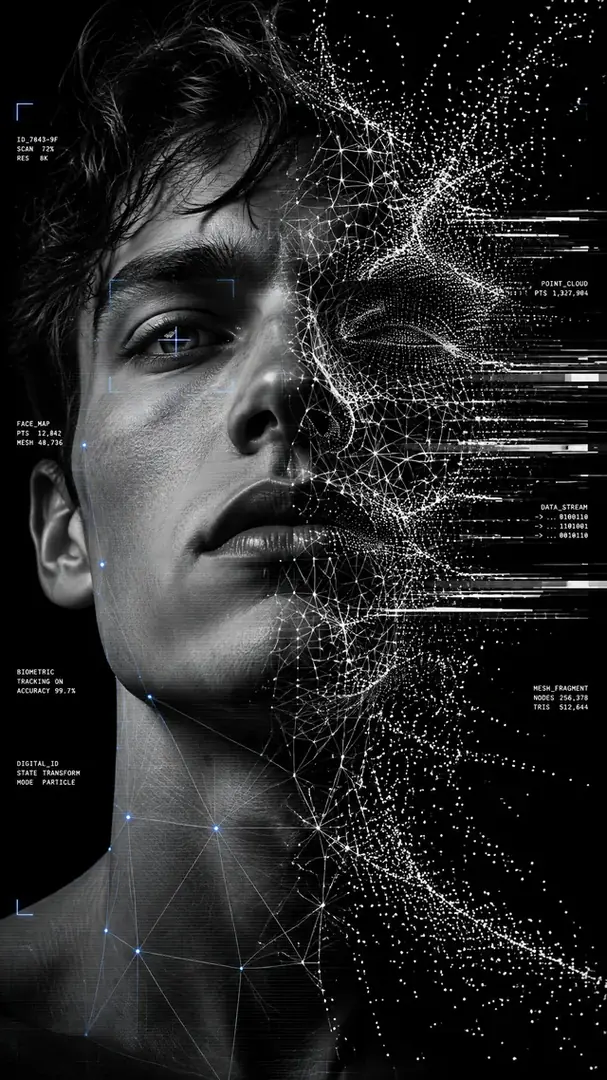 ID_7843-9F
SCAN 72%
RES 8K
POINT_CLOUD
PTS 1,327,904
FACE_MAP
PTS 12,842
MESH 48,736
DATA_STREAM
-> ... 0100110
-> 1101001
-> 0010110
BIOMETRIC
TRACKING ON
ACCURACY 99.7%
MESH_FRAGMENT
NODES 256,378
TRIS 512,644
DIGITAL_ID
STATE TRANSFORM
MODE PARTICLE